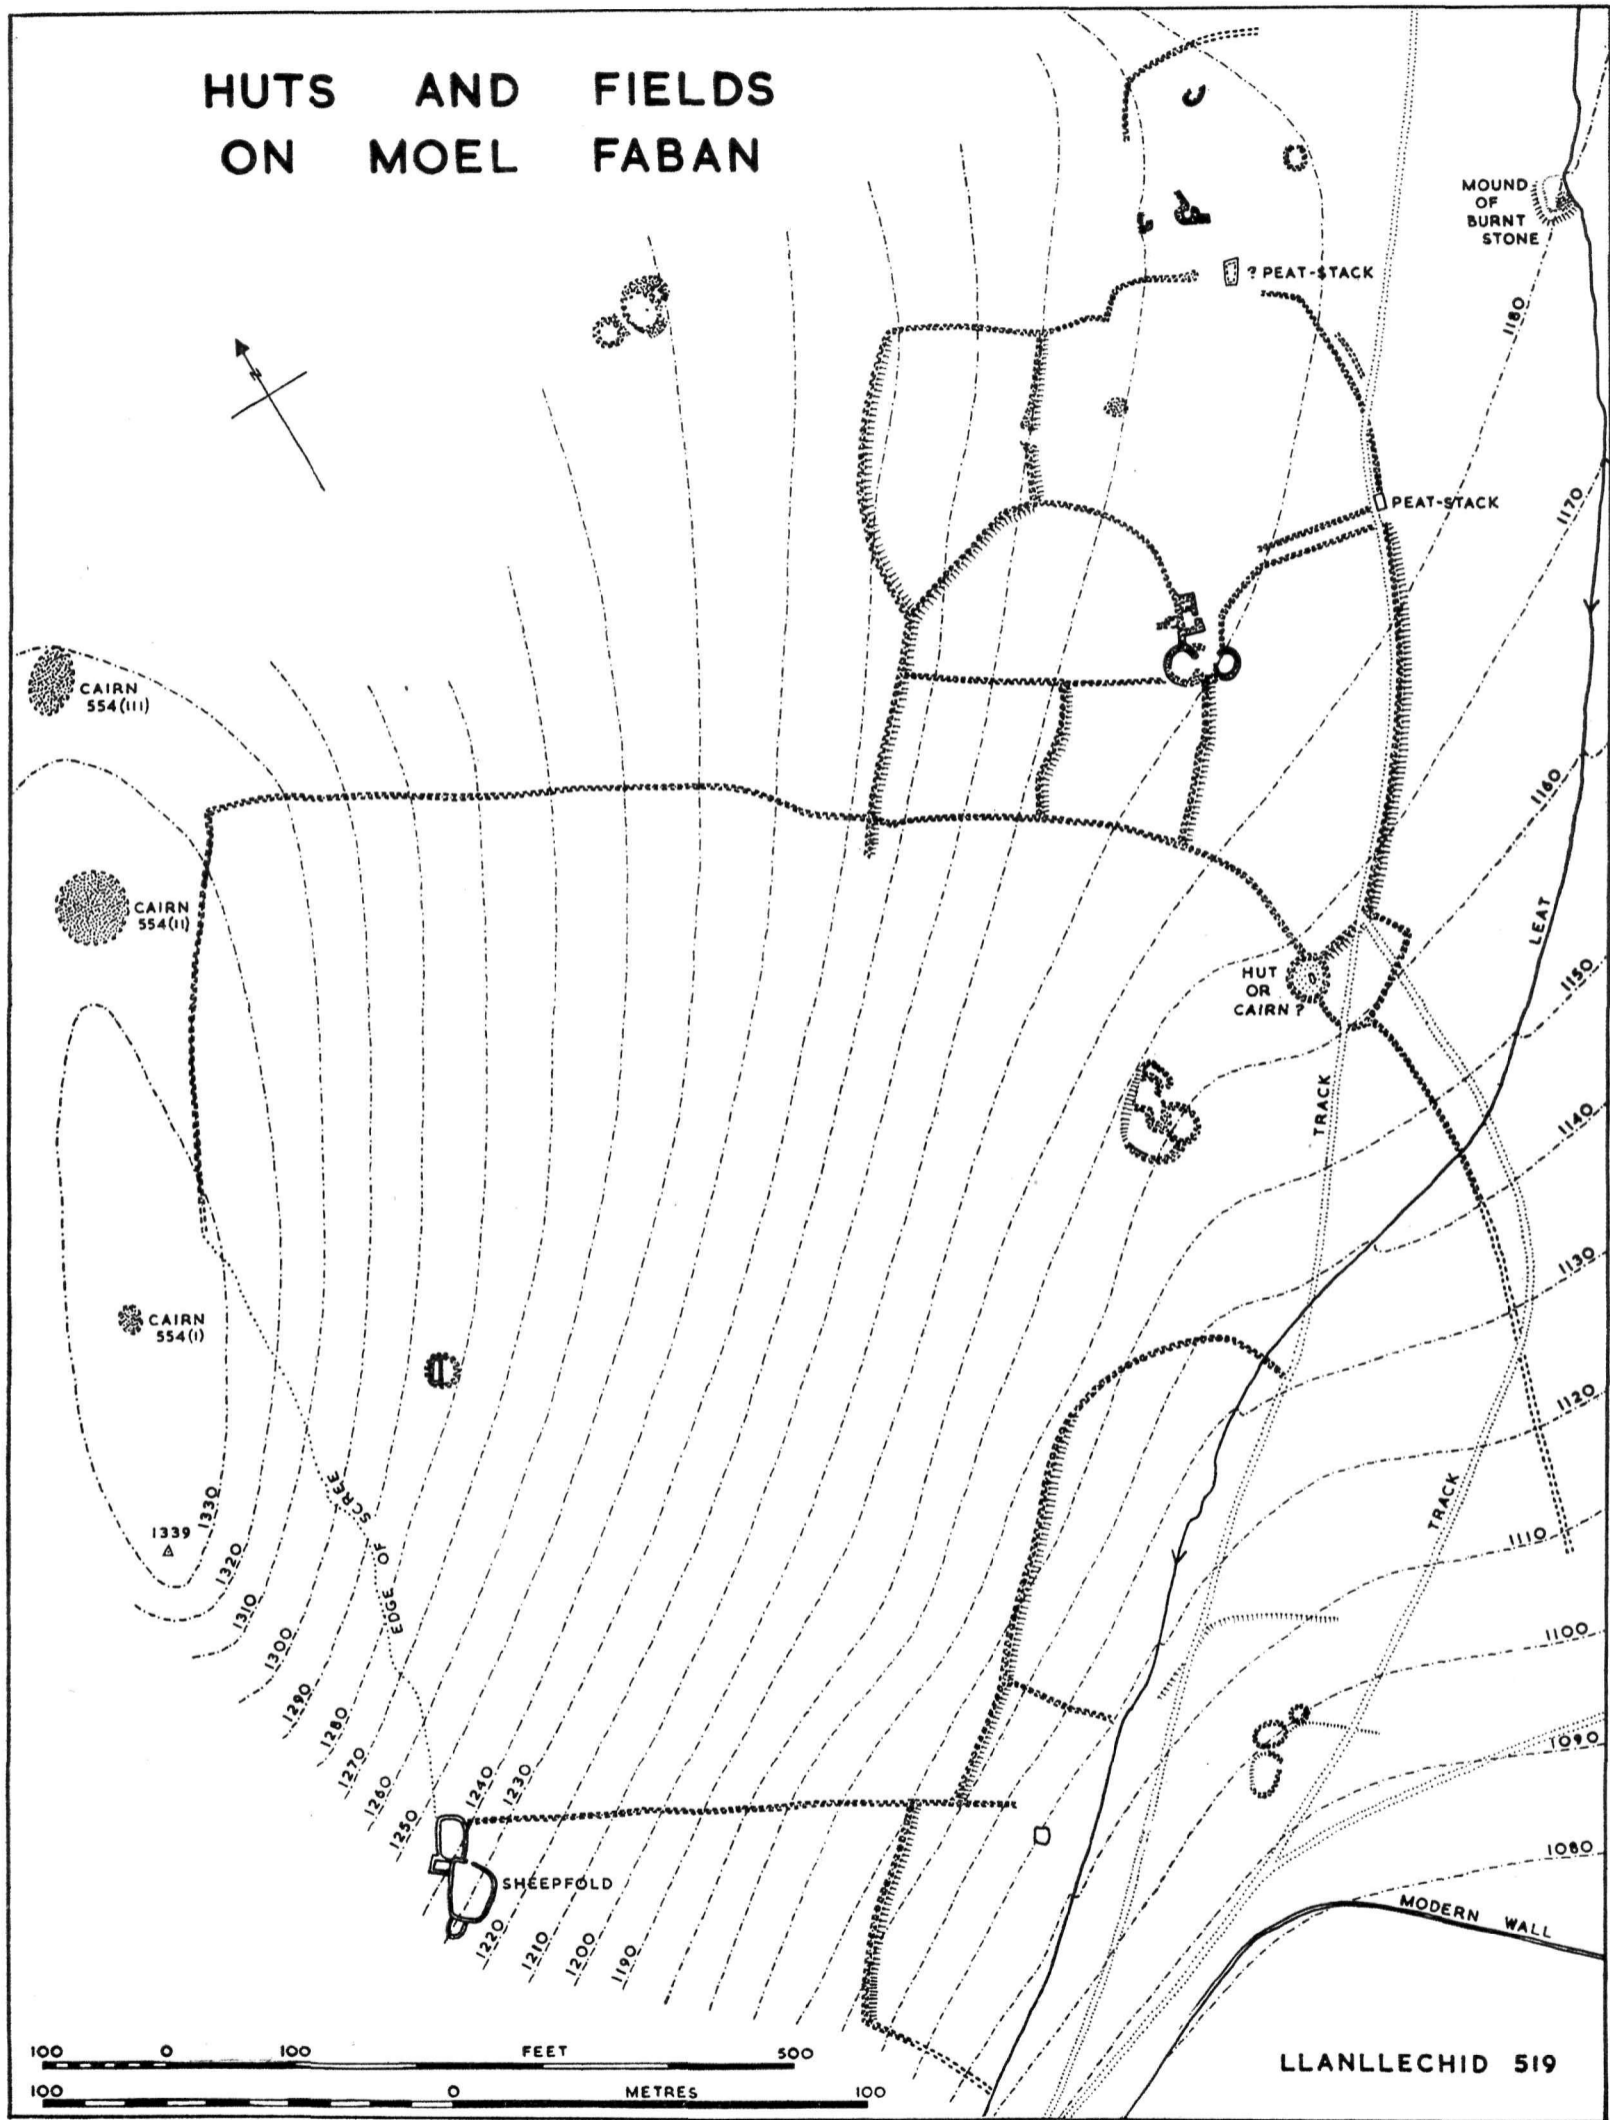 HUTS AND FIELDS
ON MOEL FABAN
MOUND
OF
BURNT
STONE
? PEAT-STACK
N
1180
PEAT-STACK
1170
CAIRN
554(III)
1160
CAIRN
554(II)
LEAT
HUT
OR
CAIRN ?
1150
TRACK
1140
1130
CAIRN
554(I)
1120
EDGE OF SCREE
TRACK
1339
1330
1320
1310
1300
1290
1280
1270
1260
1250
1240
1230
1110
1100
1090
1080
SHEEPFOLD
1220
1210
1200
1190
MODERN WALL
100 0 100 FEET 500
100 0 METRES 100
LLANLLECHID 519